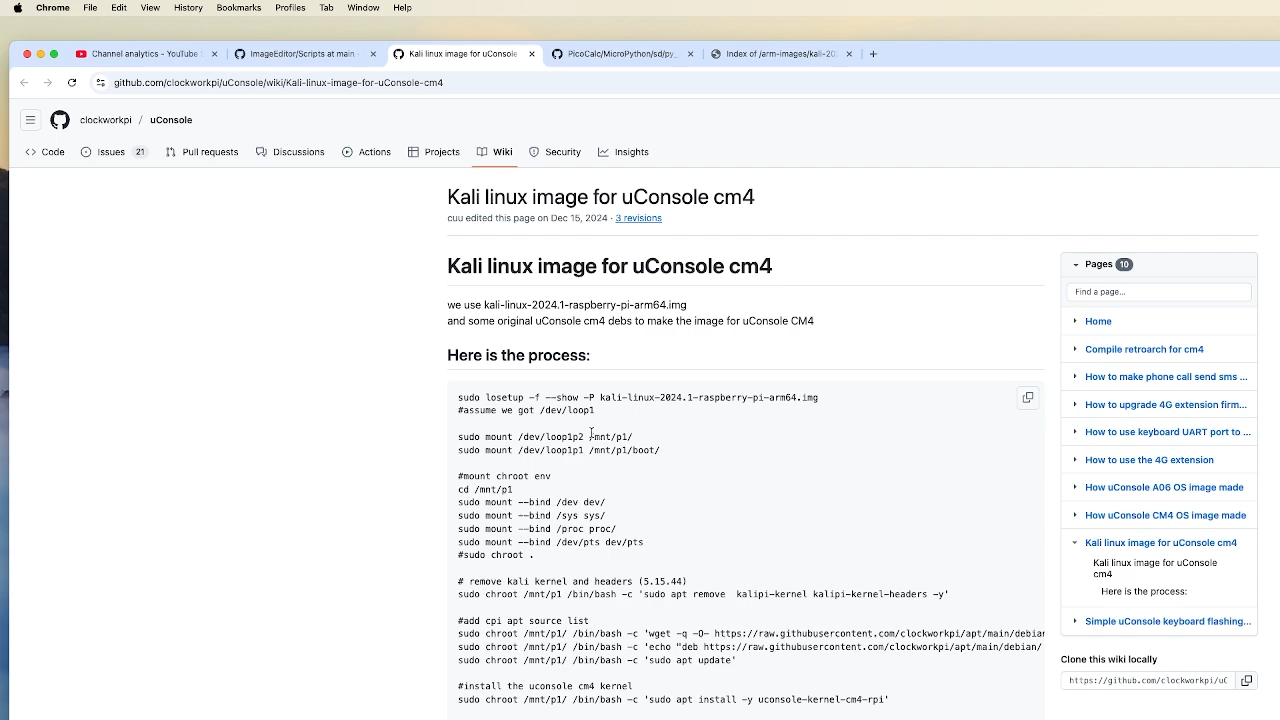 Chrome File Edit View History Bookmarks Profiles Tab Window Help
Channel analytics - YouTube
ImageEditor/Scripts at main
Kali linux image for uConsole
PicoCalc/MicroPython/sd/py_
Index of /arm-images/kali-202
github.com/clockworkpi/uConsole/wiki/Kali-linux-image-for-uConsole-cm4
clockworkpi / uConsole
Code Issues 21 Pull requests Discussions Actions Projects Wiki Security Insights
Kali linux image for uConsole cm4
cuu edited this page on Dec 15, 2024 · 3 revisions
Kali linux image for uConsole cm4
we use kali-linux-2024.1-raspberry-pi-arm64.img
and some original uConsole cm4 debs to make the image for uConsole CM4
Here is the process:
sudo losetup -f --show -P kali-linux-2024.1-raspberry-pi-arm64.img
#assume we got /dev/loop1
sudo mount /dev/loop1p2 /mnt/p1/
sudo mount /dev/loop1p1 /mnt/p1/boot/
#mount chroot env
cd /mnt/p1
sudo mount --bind /dev dev/
sudo mount --bind /sys sys/
sudo mount --bind /proc proc/
sudo mount --bind /dev/pts dev/pts
#sudo chroot .
# remove kali kernel and headers (5.15.44)
sudo chroot /mnt/p1 /bin/bash -c 'sudo apt remove  kalipi-kernel kalipi-kernel-headers -y'
#add cpi apt source list
sudo chroot /mnt/p1/ /bin/bash -c 'wget -q -O- https://raw.githubusercontent.com/clockworkpi/apt/main/debian
sudo chroot /mnt/p1/ /bin/bash -c 'echo "deb https://raw.githubusercontent.com/clockworkpi/apt/main/debian/
sudo chroot /mnt/p1/ /bin/bash -c 'sudo apt update'
#install the uconsole cm4 kernel
sudo chroot /mnt/p1/ /bin/bash -c 'sudo apt install -y uconsole-kernel-cm4-rpi'
Pages 10
Find a page...
Home
Compile retroarch for cm4
How to make phone call send sms ...
How to upgrade 4G extension firm...
How to use keyboard UART port to ...
How to use the 4G extension
How uConsole A06 OS image made
How uConsole CM4 OS image made
Kali linux image for uConsole cm4
Kali linux image for uConsole
cm4
Here is the process:
Simple uConsole keyboard flashing...
Clone this wiki locally
https://github.com/clockworkpi/uC